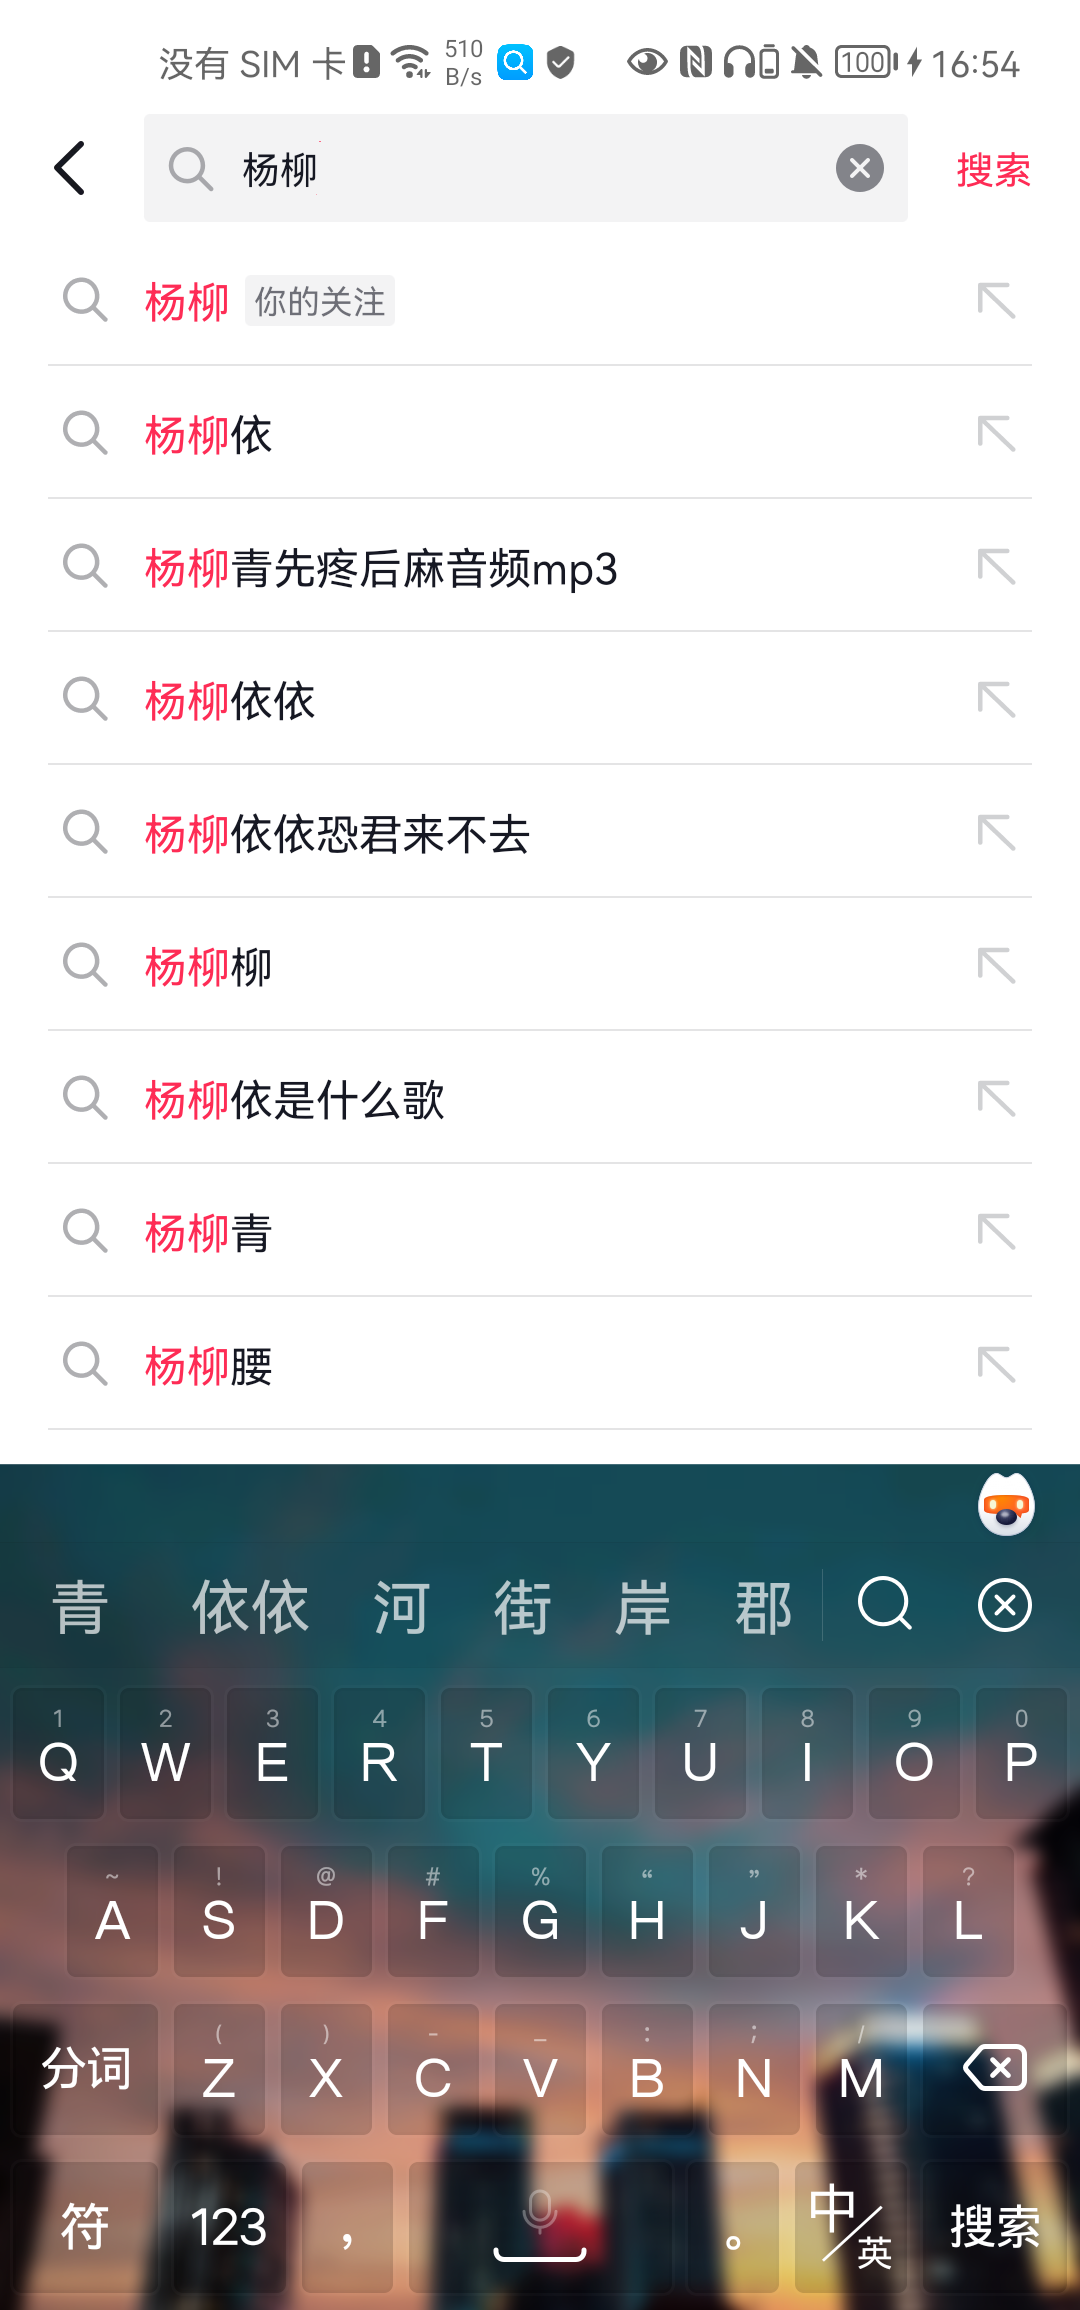 没有 SIM 卡 510 B/s 100 16:54
杨柳 搜索
杨柳 你的关注
杨柳依
杨柳青先疼后麻音频mp3
杨柳依依
杨柳依依恐君来不去
杨柳柳
杨柳依是什么歌
杨柳青
杨柳腰
青 依依 河 街 岸 郡
1 2 3 4 5 6 7 8 9 0
Q W E R T Y U I O P
~ ! @ # % “ ” * ?
A S D F G H J K L
( ) - _ : ; /
分词 Z X C V B N M
符 123 ， 。 中/英 搜索